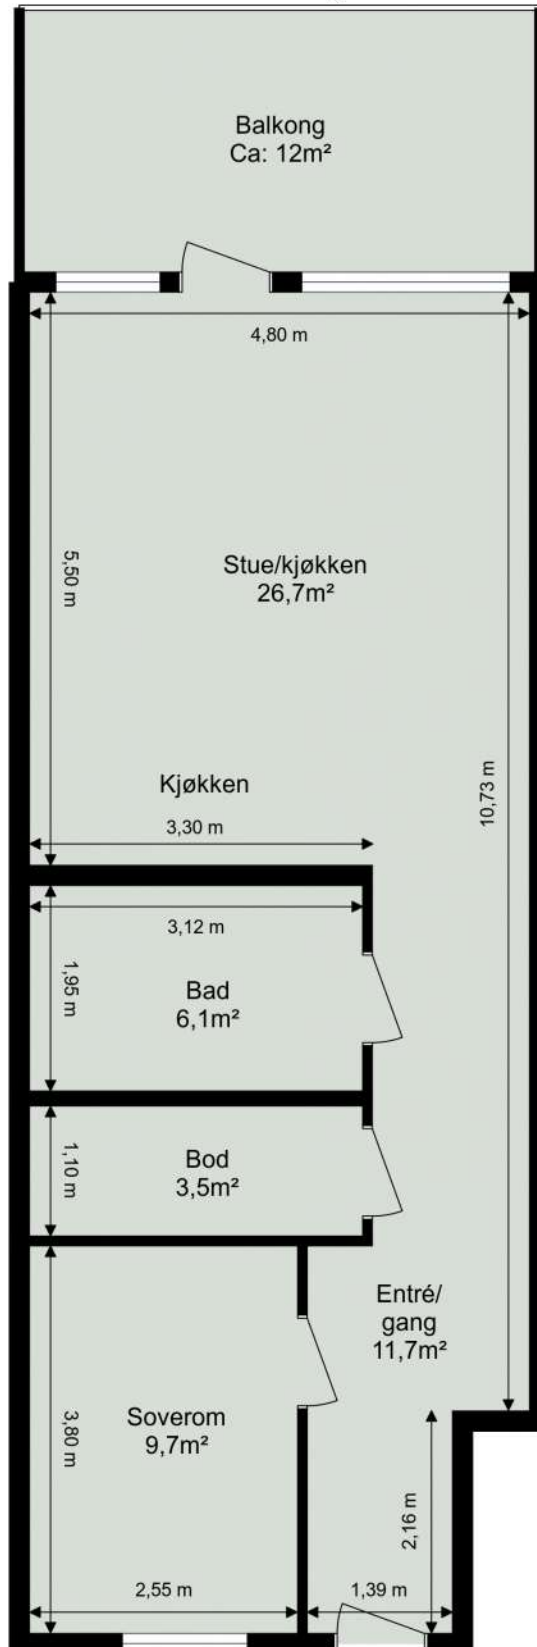 Balkong
Ca: 12m²
4,80 m
5,50 m
Stue/kjøkken
26,7m²
10,73 m
Kjøkken
3,30 m
3,12 m
1,95 m
Bad
6,1m²
1,10 m
Bod
3,5m²
Entré/
gang
11,7m²
3,80 m
Soverom
9,7m²
2,16 m
2,55 m
1,39 m